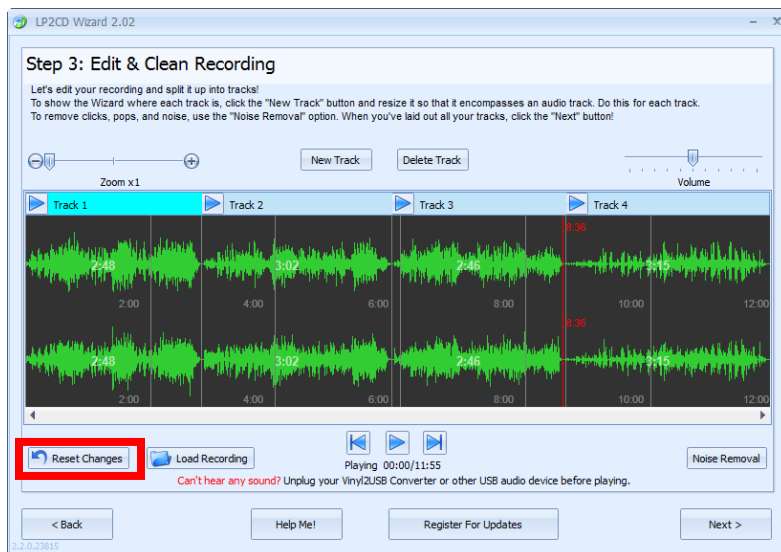 LP2CD Wizard 2.02
Step 3: Edit & Clean Recording
Let's edit your recording and split it up into tracks!
To show the Wizard where each track is, click the "New Track" button and resize it so that it encompasses an audio track. Do this for each track.
To remove clicks, pops, and noise, use the "Noise Removal" option. When you've laid out all your tracks, click the "Next" button!
New Track Delete Track
Zoom x1 Volume
Track 1 Track 2 Track 3 Track 4
8:36
2:48 3:02 2:46 3:15
2:00 4:00 6:00 8:00 10:00 12:00
8:36
2:48 3:02 2:46 3:15
2:00 4:00 6:00 8:00 10:00 12:00
Reset Changes Load Recording Noise Removal
Playing 00:00/11:55
Can't hear any sound? Unplug your Vinyl2USB Converter or other USB audio device before playing.
< Back Help Me! Register For Updates Next >
2.2.0.23815